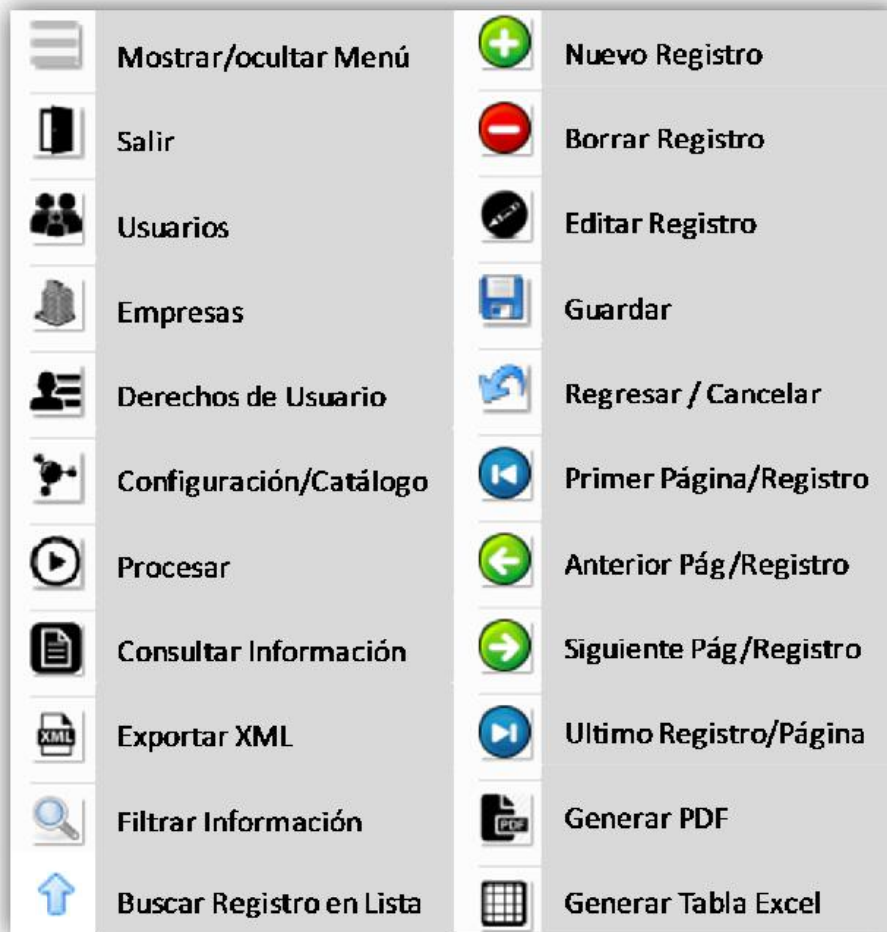 Mostrar/ocultar Menú
Nuevo Registro
Salir
Borrar Registro
Usuarios
Editar Registro
Empresas
Guardar
Derechos de Usuario
Regresar / Cancelar
Configuración/Catálogo
Primer Página/Registro
Procesar
Anterior Pág/Registro
Consultar Información
Siguiente Pág/Registro
XML
Exportar XML
Ultimo Registro/Página
Filtrar Información
PDF
Generar PDF
Buscar Registro en Lista
Generar Tabla Excel